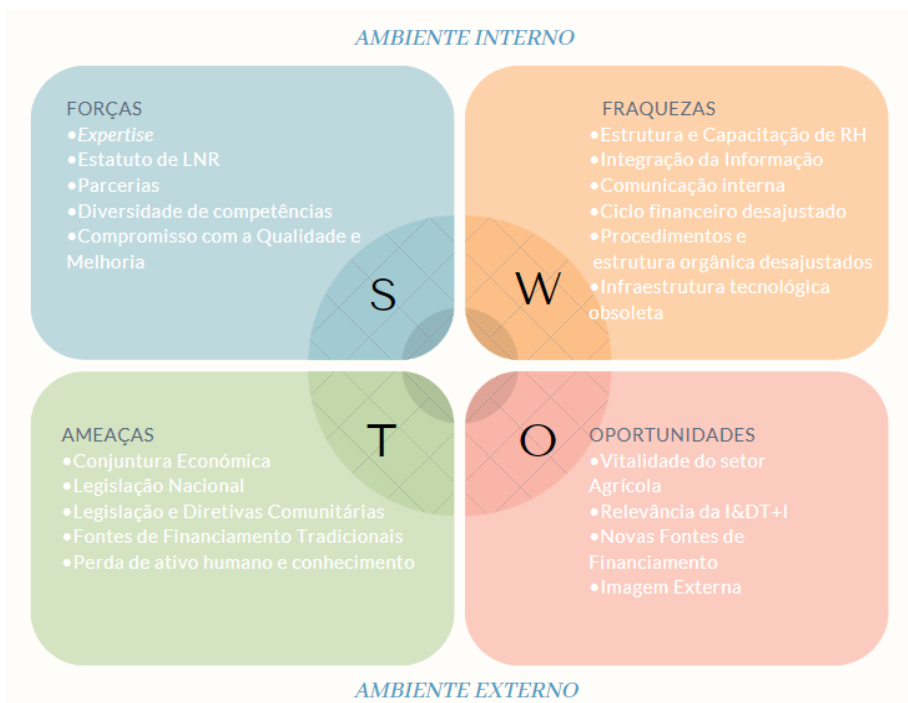 AMBIENTE INTERNO
FORÇAS
•Expertise
•Estatuto de LNR
•Parcerias
•Diversidade de competências
•Compromisso com a Qualidade e
Melhoria
S
FRAQUEZAS
•Estrutura e Capacitação de RH
•Integração da Informação
•Comunicação interna
•Ciclo financeiro desajustado
•Procedimentos e
estrutura orgânica desajustados
•Infraestrutura tecnológica
obsoleta
W
AMEAÇAS
•Conjuntura Económica
•Legislação Nacional
•Legislação e Diretivas Comunitárias
•Fontes de Financiamento Tradicionais
•Perda de ativo humano e conhecimento
T
O
OPORTUNIDADES
•Vitalidade do setor
Agrícola
•Relevância da I&DT+I
•Novas Fontes de
Financiamento
•Imagem Externa
AMBIENTE EXTERNO